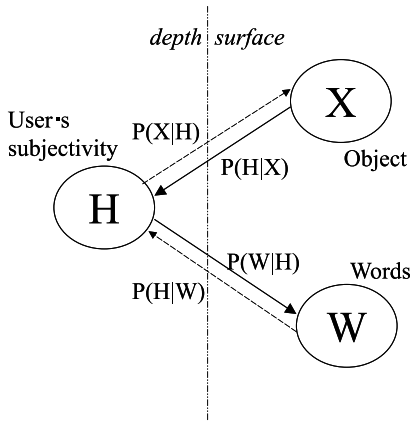 depth surface
X
User's
subjectivity
P(X|H)
Object
P(H|X)
H
P(W|H)
Words
P(H|W)
W